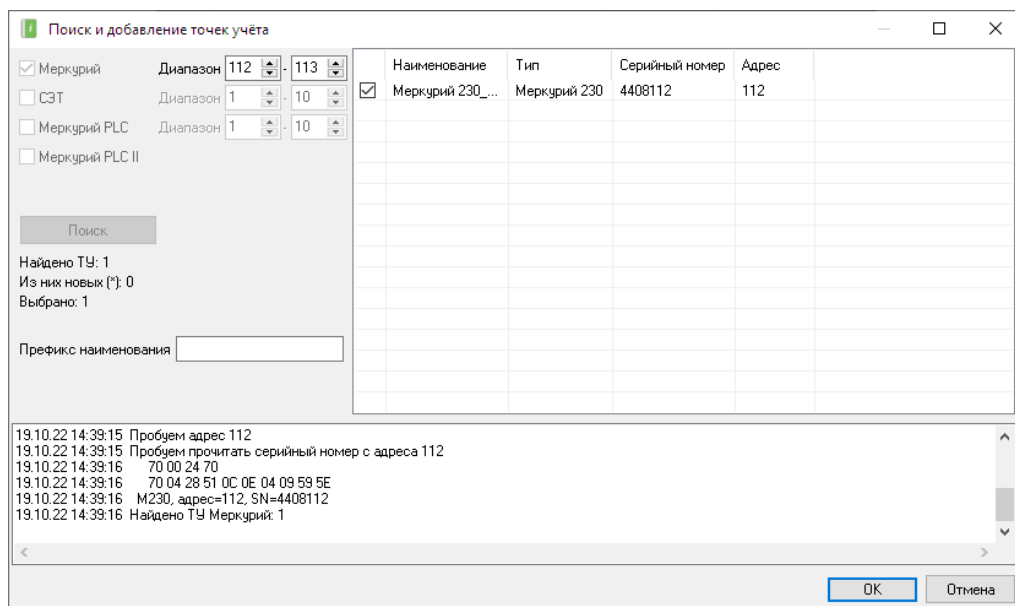 Поиск и добавление точек учёта
Меркурий Диапазон 112 - 113
СЭТ Диапазон 1 - 10
Меркурий PLC Диапазон 1 - 10
Меркурий PLC II
Поиск
Найдено ТУ: 1
Из них новых (*): 0
Выбрано: 1
Префикс наименования
Наименование Тип Серийный номер Адрес
Меркурий 230_... Меркурий 230 4408112 112
19.10.22 14:39:15 Пробуем адрес 112
19.10.22 14:39:15 Пробуем прочитать серийный номер с адреса 112
19.10.22 14:39:16 70 00 24 70
19.10.22 14:39:16 70 04 28 51 0C 0E 04 09 59 5E
19.10.22 14:39:16 М230, адрес=112, SN=4408112
19.10.22 14:39:16 Найдено ТУ Меркурий: 1
OK Отмена